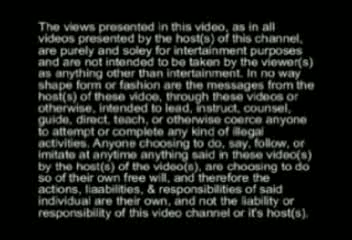 The views presented in this video, as in all
videos presented by the host(s) of this channel,
are purely and soley for intertainment purposes
and are not intended to be taken by the viewer(s)
as anything other than intertainment. In no way
shape form or fashion are the messages from the
host(s) of these vidoe, through these videos or
otherwise, intended to lead, instruct, counsel,
guide, direct, teach, or otherwise coerce anyone
to attempt or complete any kind of illegal
activities. Anyone choosing to do, say, follow, or
imitate at anytime anything said in these video(s)
by the host(s) of the video(s), are choosing to do
so of their own free will, and therefore the
actions, liaabilities, & responsibilities of said
individual are their own, and not the liability or
responsibility of this video channel or it's host(s).